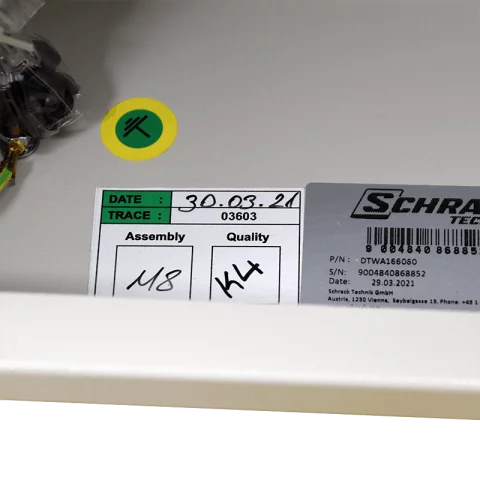 DATE : 30.03.21
TRACE : 03603
Assembly Quality
M8 K4
SCHRA
TEC
9 004840 86885
P/N : DTWA166060
S/N: 9004840868852
Date: 29.03.2021
Schrack Technik GmbH
Austria, 1230 Vienna, Seybelgasse 13, Phone: +43 1